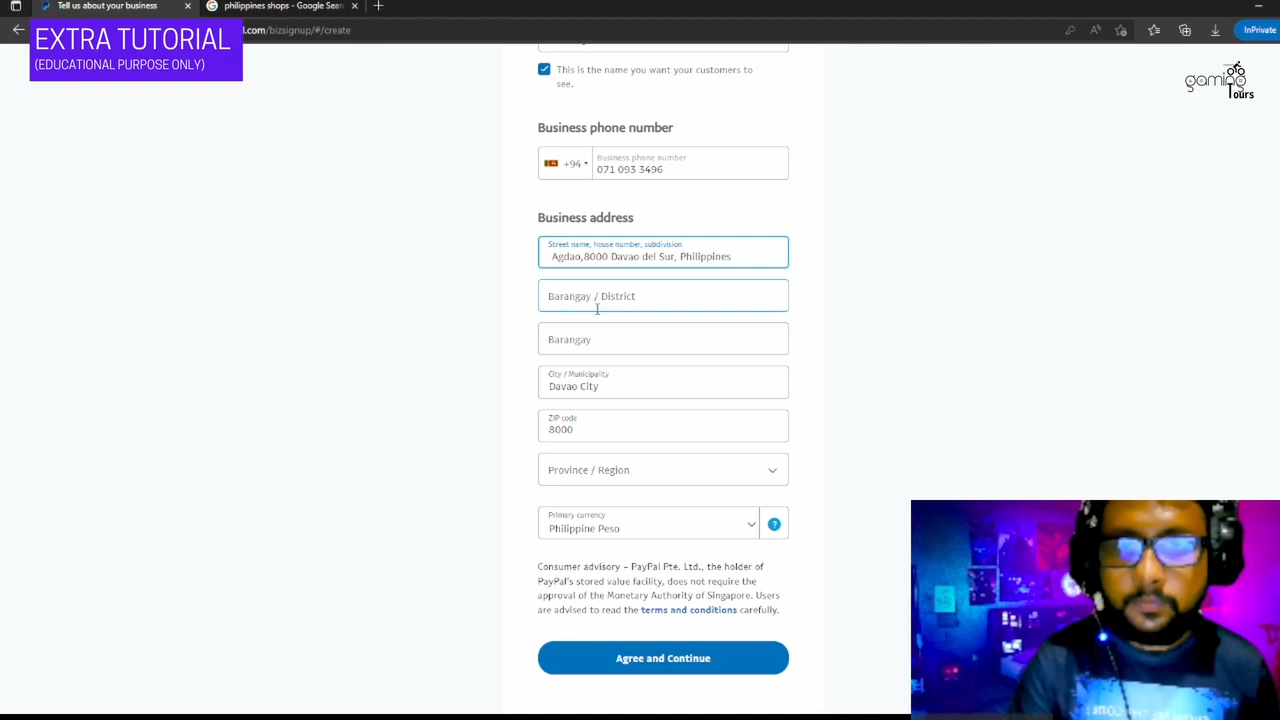 Tell us about your business
philippines shops - Google Sear
.com/bizsignup/#/create
InPrivate
EXTRA TUTORIAL
(EDUCATIONAL PURPOSE ONLY)
gaming
Tours
This is the name you want your customers to
see.
Business phone number
+94
Business phone number
071 093 3496
Business address
Street name, house number, subdivision
Agdao,8000 Davao del Sur, Philippines
Barangay / District
Barangay
City / Municipality
Davao City
ZIP code
8000
Province / Region
Primary currency
Philippine Peso
?
Consumer advisory – PayPal Pte. Ltd., the holder of
PayPal's stored value facility, does not require the
approval of the Monetary Authority of Singapore. Users
are advised to read the terms and conditions carefully.
Agree and Continue